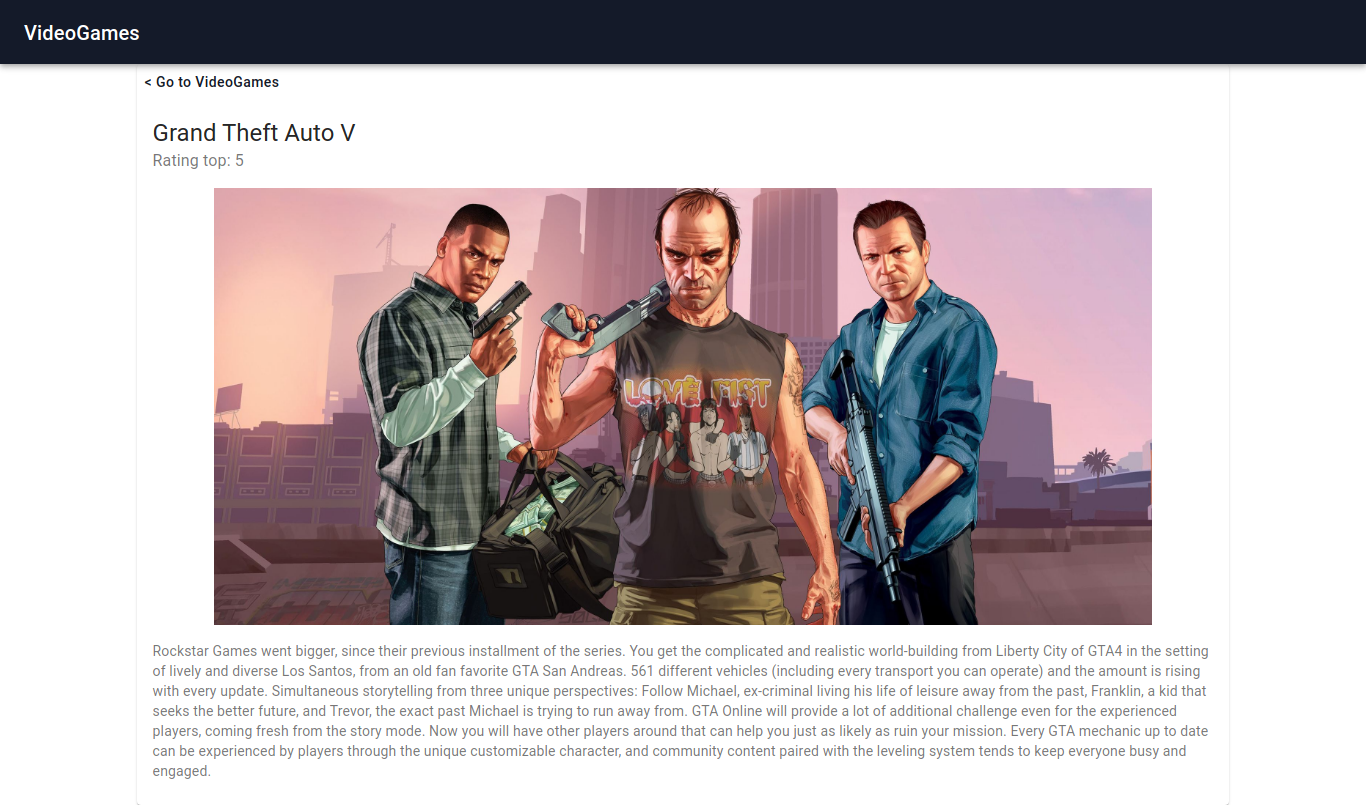 VideoGames
< Go to VideoGames
Grand Theft Auto V
Rating top: 5
LOVE FIST
Rockstar Games went bigger, since their previous installment of the series. You get the complicated and realistic world-building from Liberty City of GTA4 in the setting
of lively and diverse Los Santos, from an old fan favorite GTA San Andreas. 561 different vehicles (including every transport you can operate) and the amount is rising
with every update. Simultaneous storytelling from three unique perspectives: Follow Michael, ex-criminal living his life of leisure away from the past, Franklin, a kid that
seeks the better future, and Trevor, the exact past Michael is trying to run away from. GTA Online will provide a lot of additional challenge even for the experienced
players, coming fresh from the story mode. Now you will have other players around that can help you just as likely as ruin your mission. Every GTA mechanic up to date
can be experienced by players through the unique customizable character, and community content paired with the leveling system tends to keep everyone busy and
engaged.